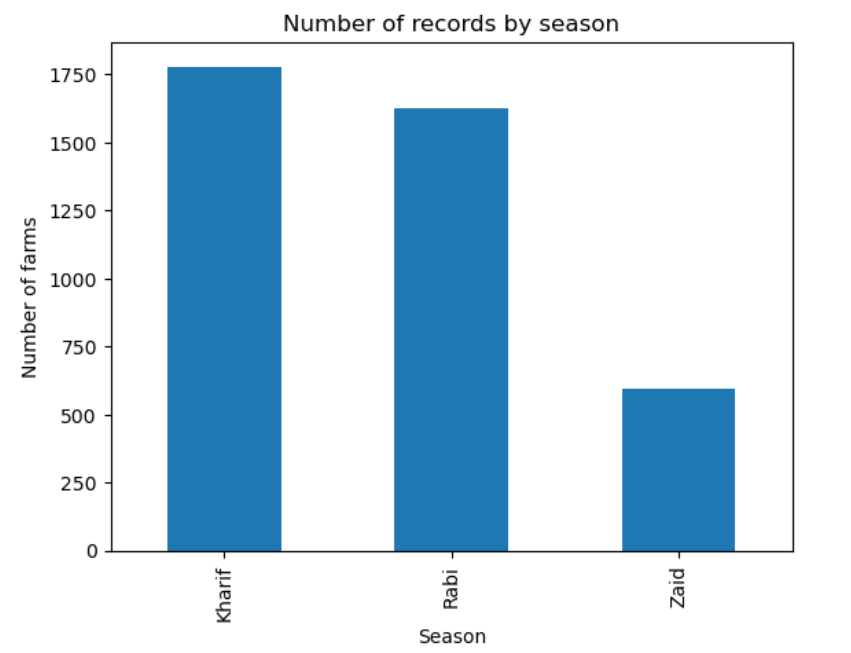 Number of records by season
Number of farms
1750
1500
1250
1000
750
500
250
0
Kharif
Rabi
Zaid
Season